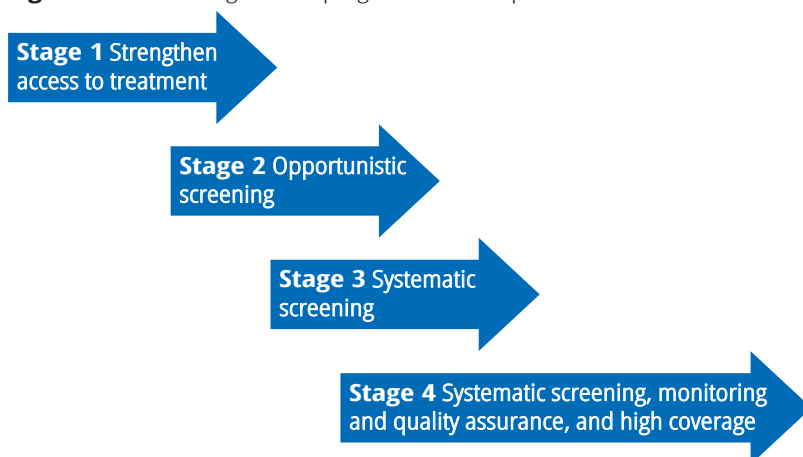 Stage 1 Strengthen
access to treatment
Stage 2 Opportunistic
screening
Stage 3 Systematic
screening
Stage 4 Systematic screening, monitoring
and quality assurance, and high coverage